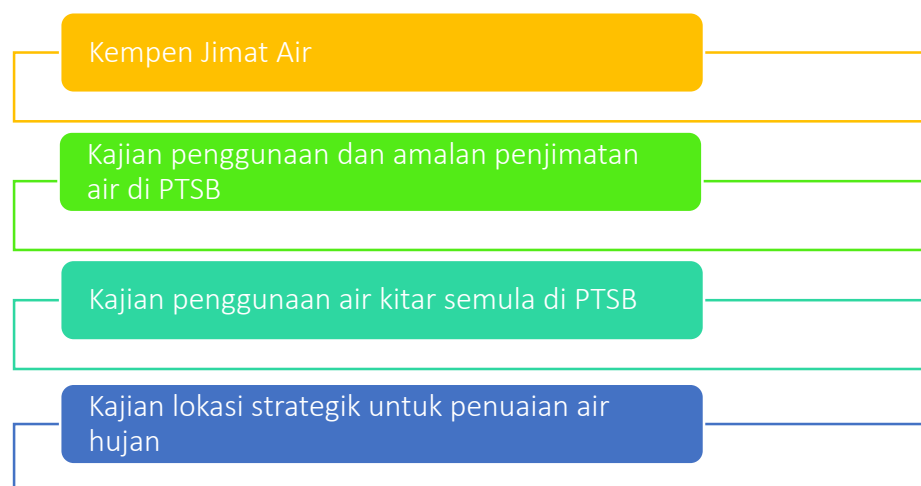 Kempen Jimat Air
Kajian penggunaan dan amalan penjimatan
air di PTSB
Kajian penggunaan air kitar semula di PTSB
Kajian lokasi strategik untuk penuaian air
hujan